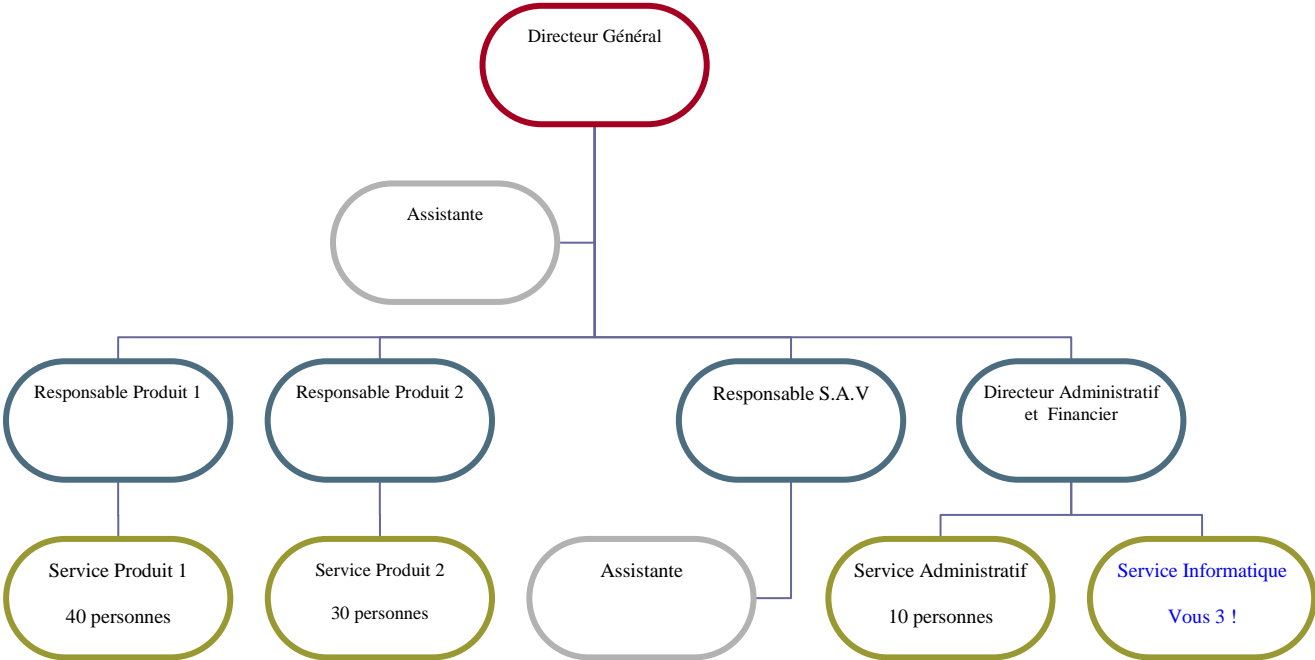 Directeur Général
Assistante
Responsable Produit 1
Responsable Produit 2
Responsable S.A.V
Directeur Administratif
et Financier
Service Produit 1
40 personnes
Service Produit 2
30 personnes
Assistante
Service Administratif
10 personnes
Service Informatique
Vous 3 !